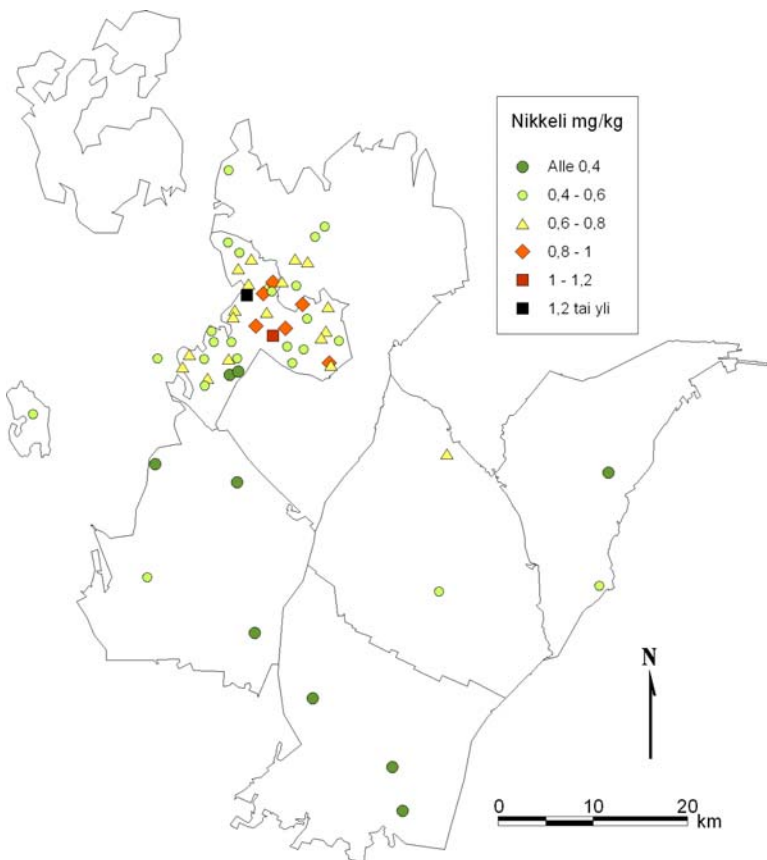 Nikkeli mg/kg
Alle 0,4
0,4 - 0,6
0,6 - 0,8
0,8 - 1
1 - 1,2
1,2 tai yli
N
0 10 20
km